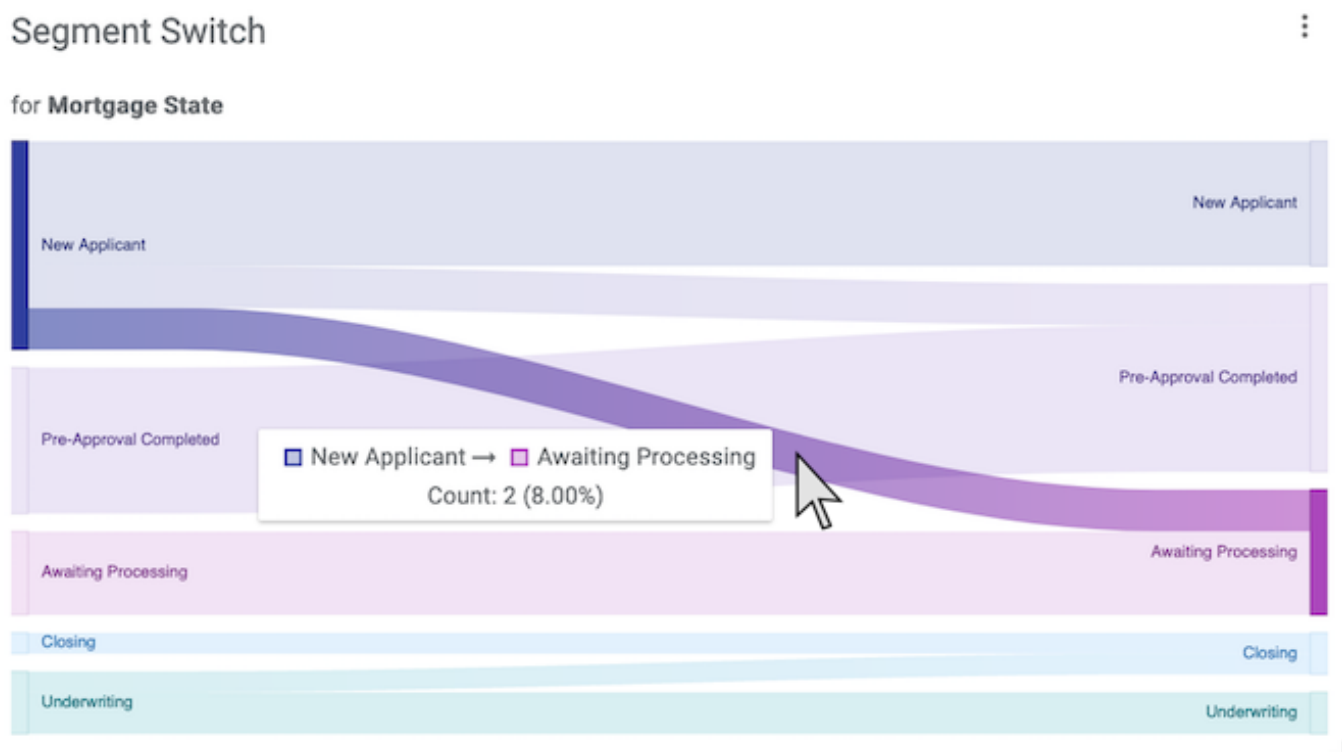 Segment Switch
for Mortgage State
New Applicant
New Applicant
Pre-Approval Completed
Pre-Approval Completed
New Applicant → Awaiting Processing
Count: 2 (8.00%)
Awaiting Processing
Awaiting Processing
Closing
Closing
Underwriting
Underwriting